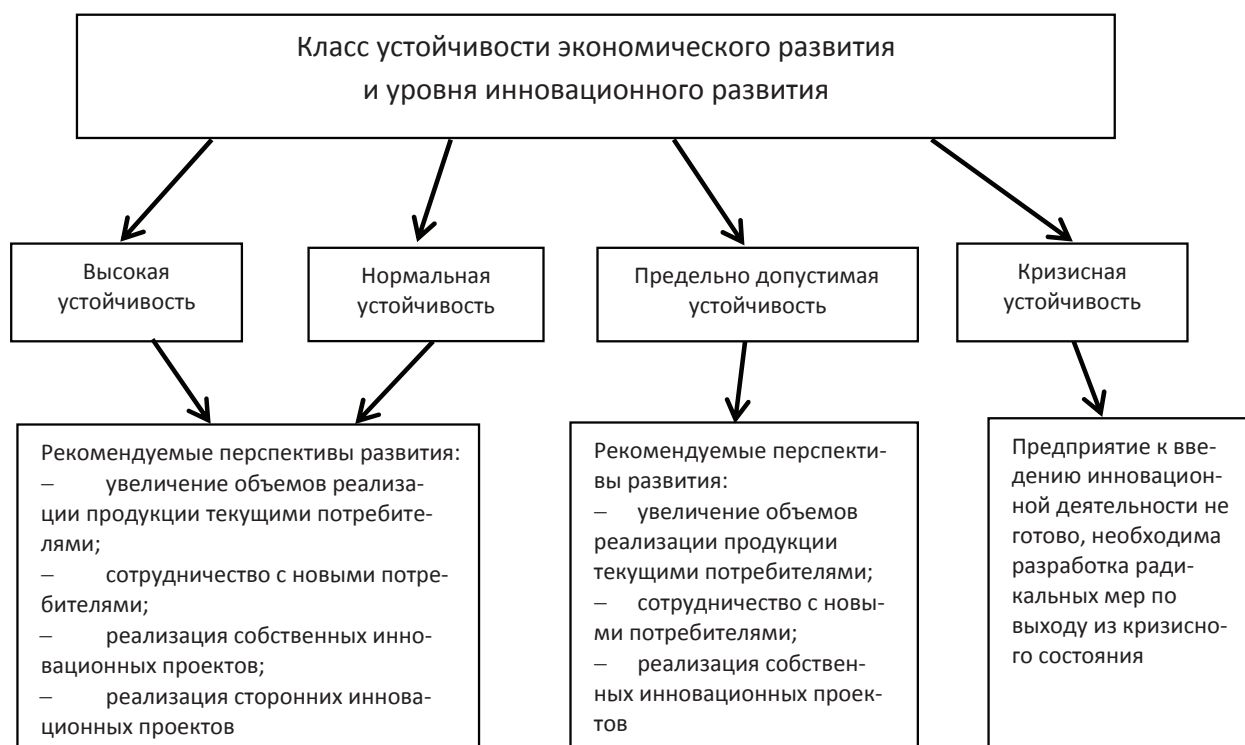 Класс устойчивости экономического развития
и уровня инновационного развития
Высокая
устойчивость
Нормальная
устойчивость
Предельно допустимая
устойчивость
Кризисная
устойчивость
Рекомендуемые перспективы развития:
– увеличение объемов реализа-
ции продукции текущими потребите-
лями;
– сотрудничество с новыми потре-
бителями;
– реализация собственных инно-
вационных проектов;
– реализация сторонних иннова-
ционных проектов
Рекомендуемые перспекти-
вы развития:
– увеличение объемов
реализации продукции
текущими потребителями;
– сотрудничество с новы-
ми потребителями;
– реализация собствен-
ных инновационных проек-
тов
Предприятие к вве-
дению инновацион-
ной деятельности не
готово, необходима
разработка ради-
кальных мер по
выходу из кризисно-
го состояния